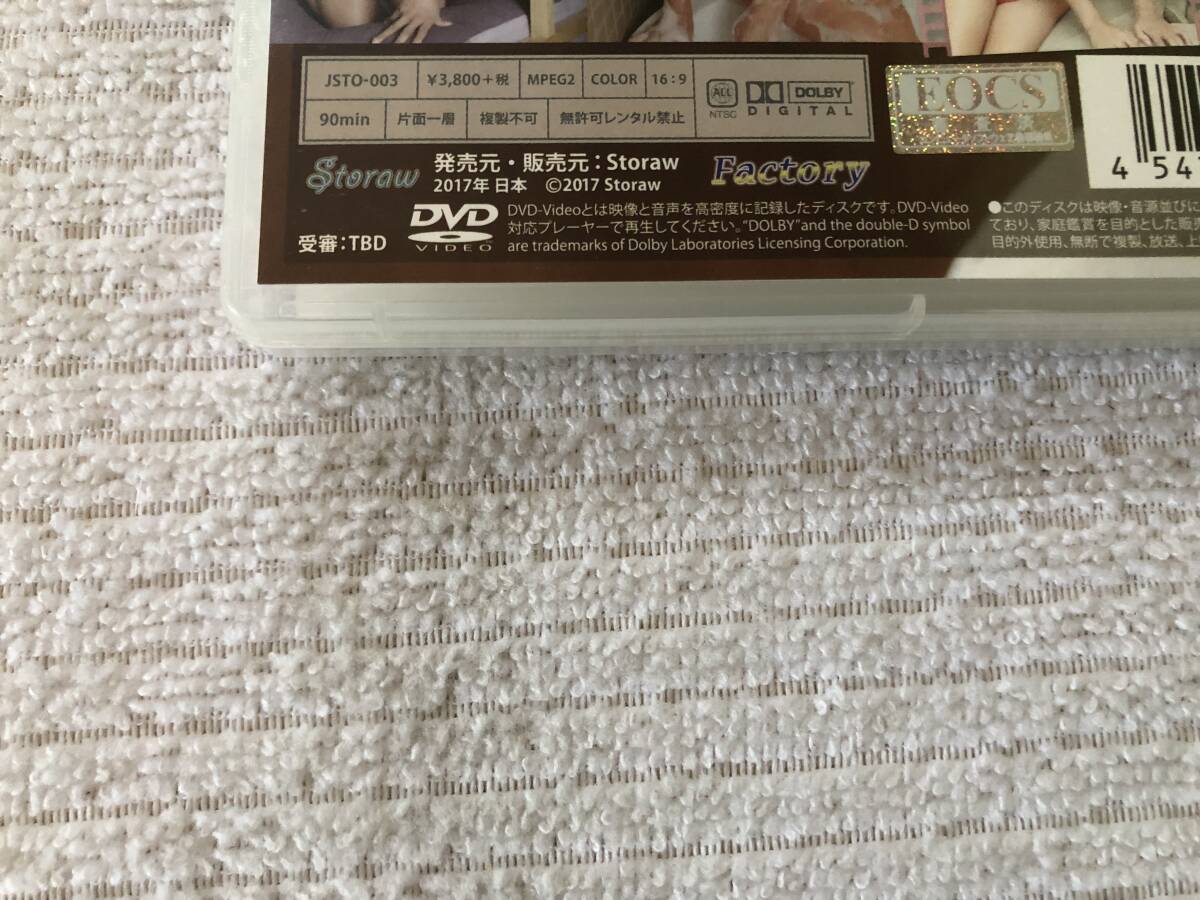 JSTO-003 ¥3,800+税 MPEG2 COLOR 16:9
90min 片面一層 複製不可 無許可レンタル禁止
ALL
NTSC
DOLBY
DIGITAL
EOCS
4 54
Storaw
発売元・販売元:Storaw
2017年 日本 ©2017 Storaw
Factory
受審:TBD
DVD
VIDEO
DVD-Videoとは映像と音声を高密度に記録したディスクです。DVD-Video
対応プレーヤーで再生してください。"DOLBY"and the double-D symbol
are trademarks of Dolby Laboratories Licensing Corporation.
●このディスクは映像・音源並びに
ており、家庭鑑賞を目的とした販売
目的外使用、無断で複製、放送、上